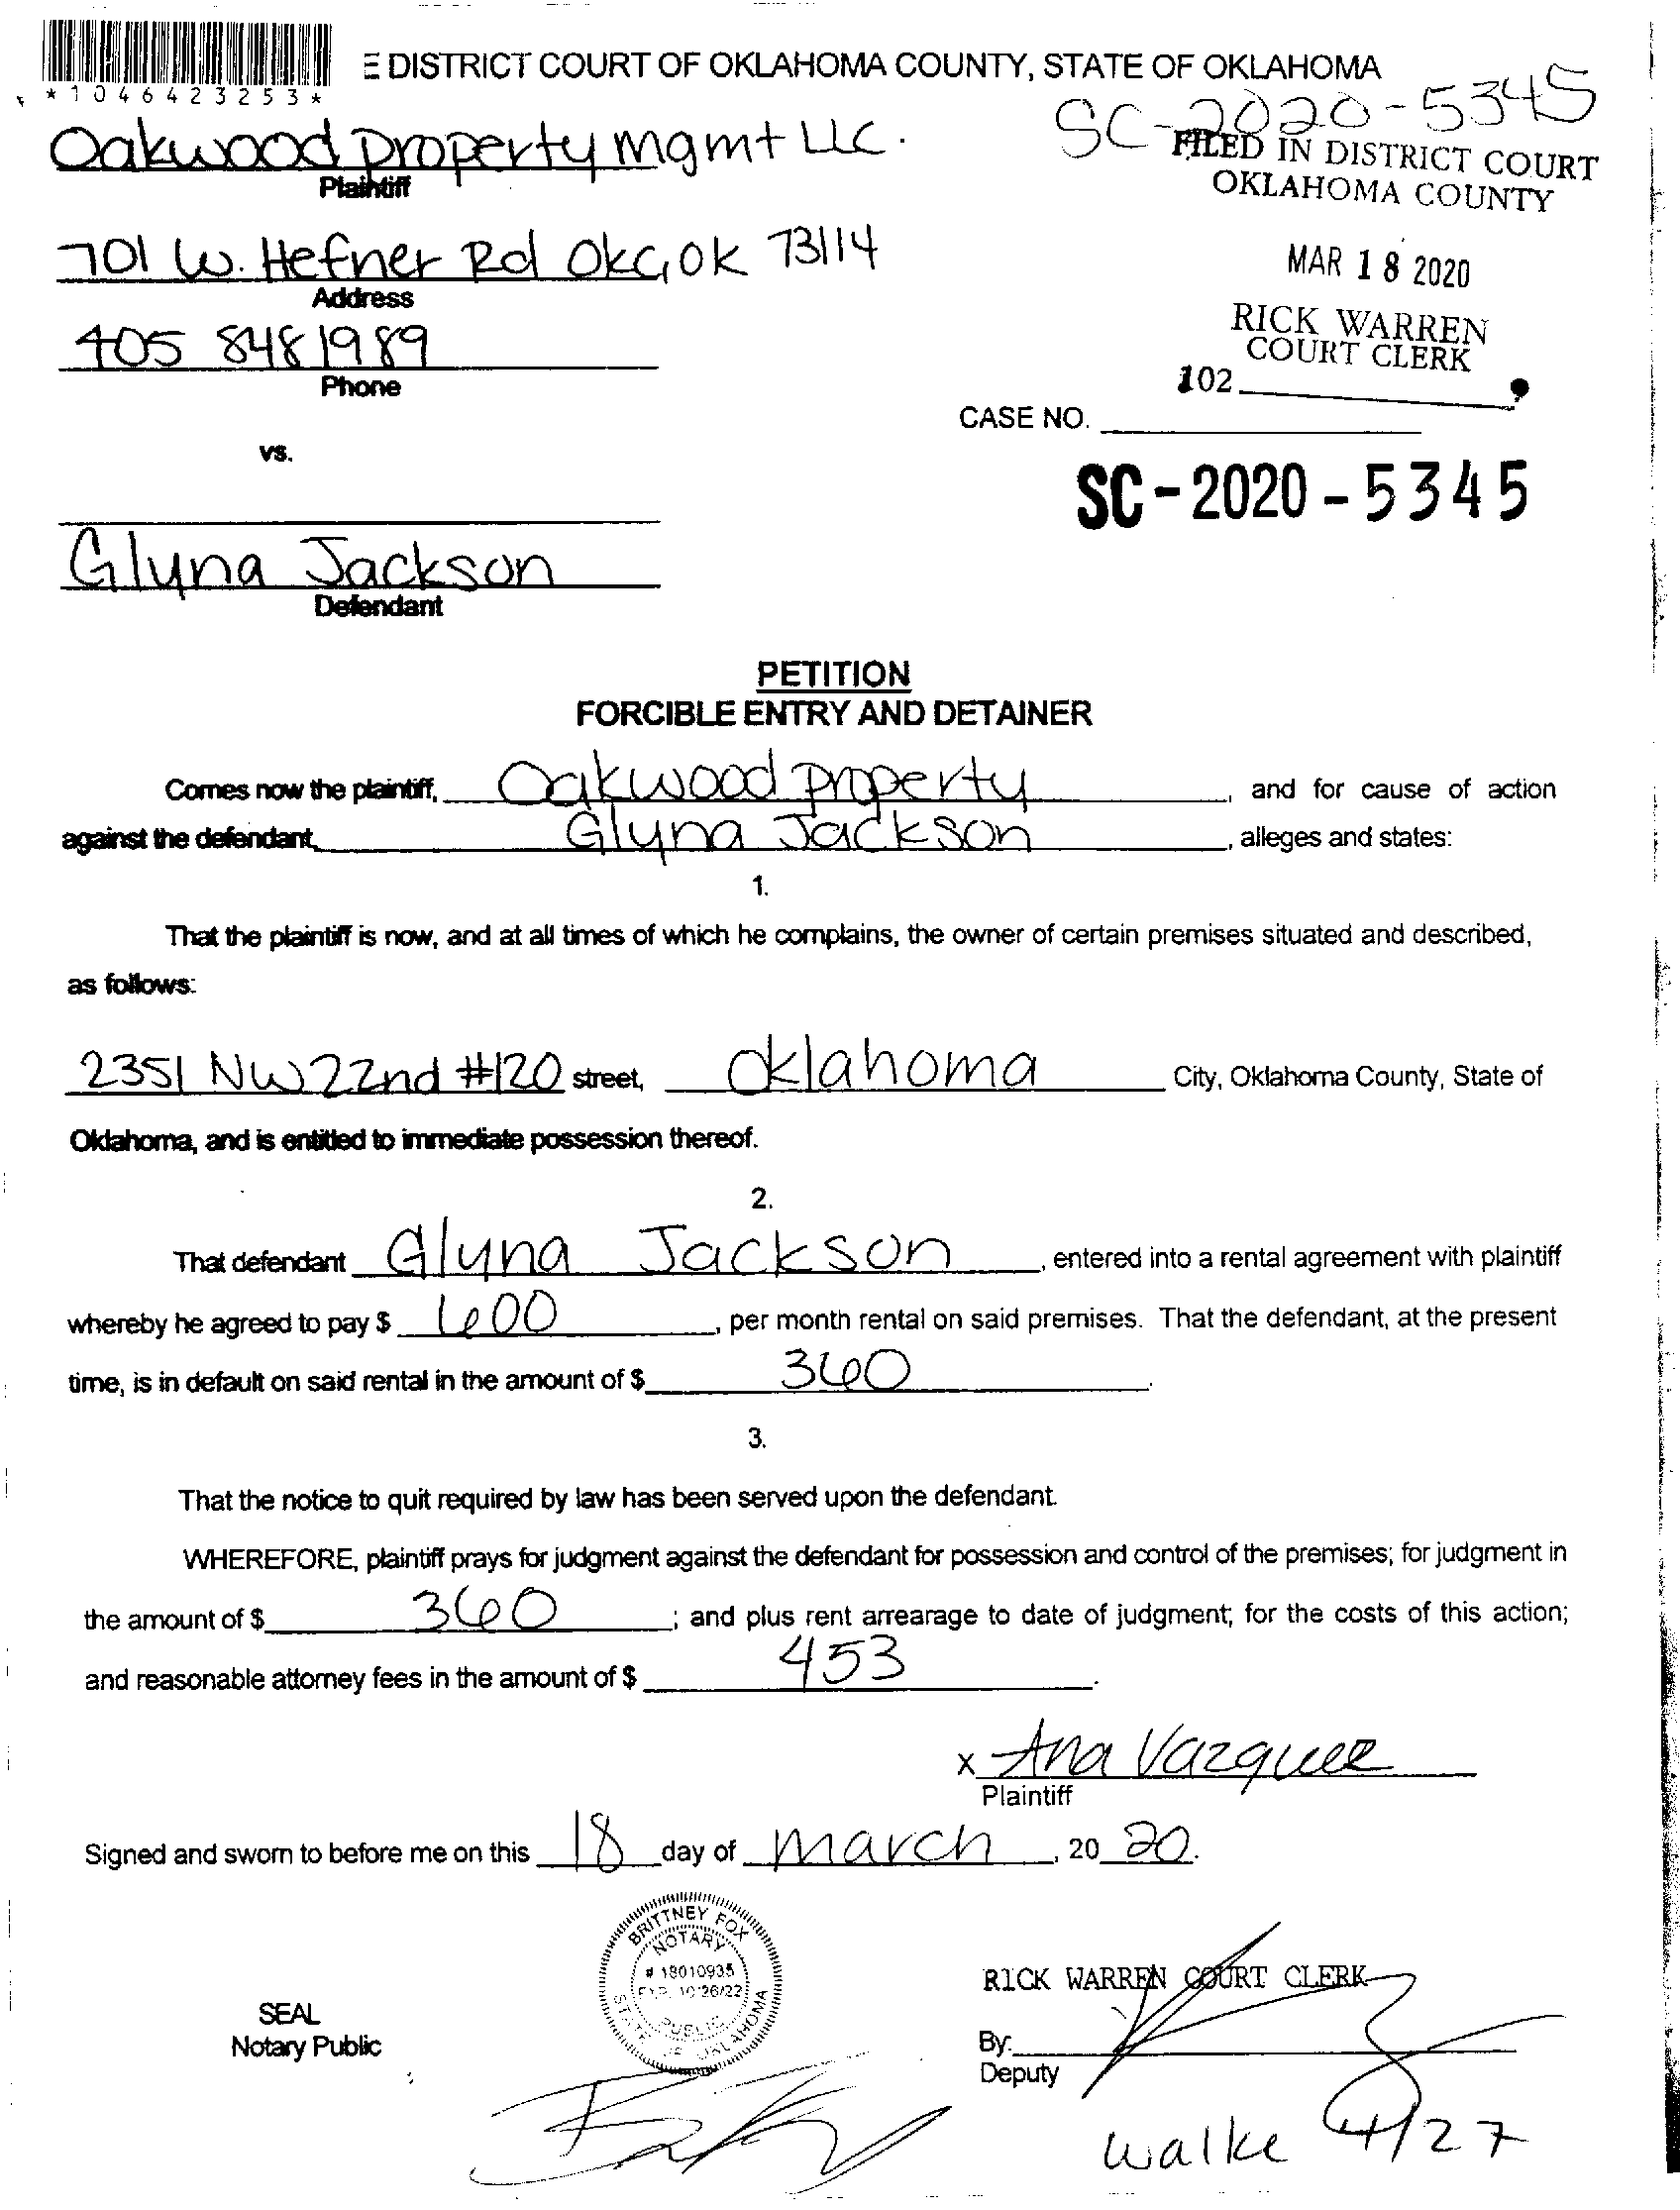 E DISTRICT COURT OF OKLAHOMA COUNTY, STATE OF OKLAHOMA
*1046423253*
SC-2020-5345
Oakwood Property Mgmt LLC.
Plaintiff
FILED IN DISTRICT COURT
OKLAHOMA COUNTY
701 W. Hefner Rd OKC, OK 73114
Address
MAR 18 2020
405 848 1989
Phone
RICK WARREN
COURT CLERK
102
CASE NO.
vs.
SC-2020-5345
Glyna Jackson
Defendant
PETITION
FORCIBLE ENTRY AND DETAINER
Comes now the plaintiff, Oakwood Property, and for cause of action
against the defendant, Glyna Jackson, alleges and states:
1.
That the plaintiff is now, and at all times of which he complains, the owner of certain premises situated and described,
as follows:
2351 NW 22nd #120 street, Oklahoma City, Oklahoma County, State of
Oklahoma, and is entitled to immediate possession thereof.
2.
That defendant Glyna Jackson, entered into a rental agreement with plaintiff
whereby he agreed to pay $ 600, per month rental on said premises. That the defendant, at the present
time, is in default on said rental in the amount of $ 360.
3.
That the notice to quit required by law has been served upon the defendant.
WHEREFORE, plaintiff prays for judgment against the defendant for possession and control of the premises; for judgment in
the amount of $ 360; and plus rent arrearage to date of judgment; for the costs of this action;
and reasonable attorney fees in the amount of $ 453.
x Ana Vazquez
Plaintiff
Signed and sworn to before me on this 18 day of March, 20 20.
BRITTNEY FOX
NOTARY
# 18010935
EXP. 10/26/22
PUBLIC
STATE OF OKLAHOMA
SEAL
Notary Public
RICK WARREN COURT CLERK
By:
Deputy
Walke 4/27